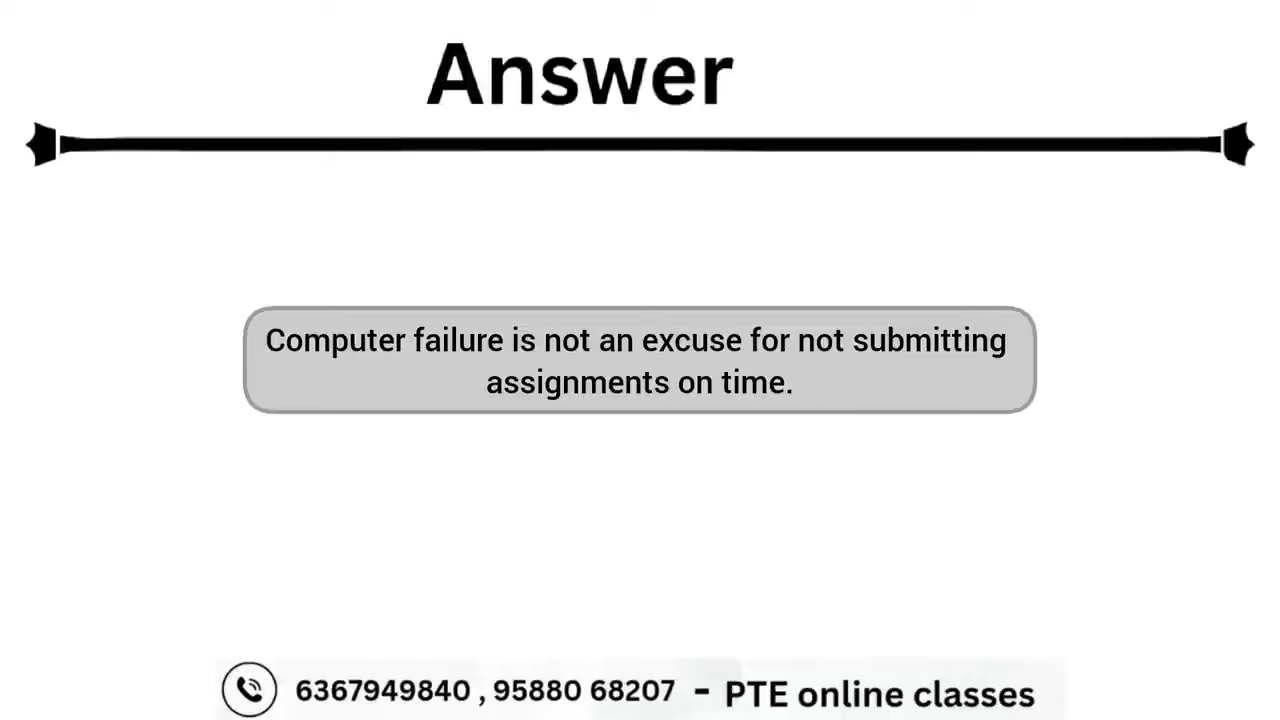 Answer
Computer failure is not an excuse for not submitting
assignments on time.
6367949840 , 95880 68207 - PTE online classes